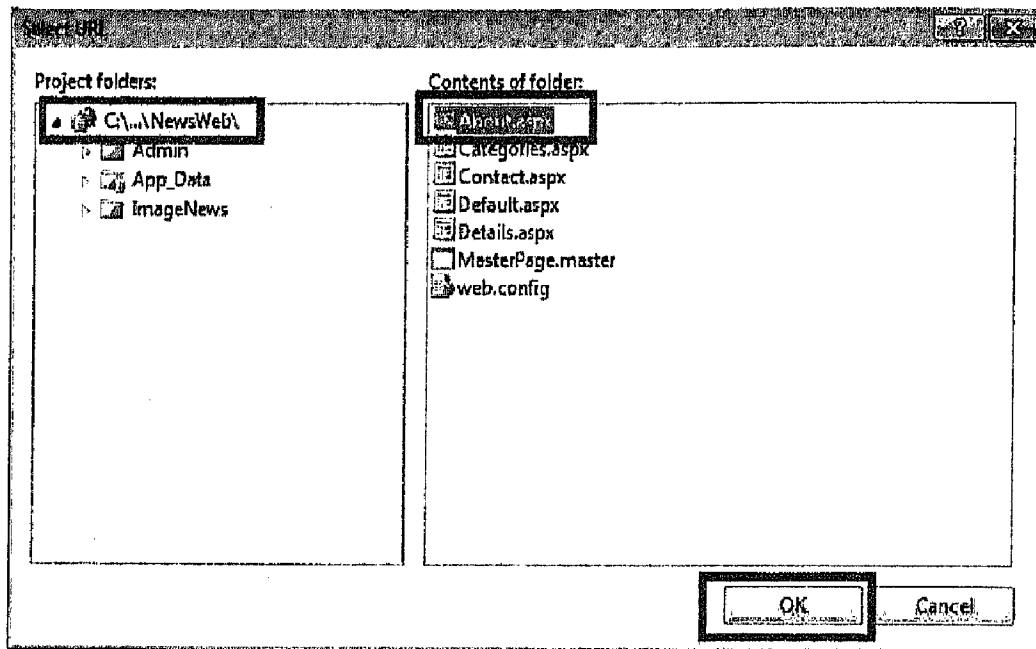 Select URL
Project folders:
C:\...\NewsWeb\
Admin
App_Data
ImageNews
Contents of folder:
About.aspx
Categories.aspx
Contact.aspx
Default.aspx
Details.aspx
MasterPage.master
web.config
OK
Cancel